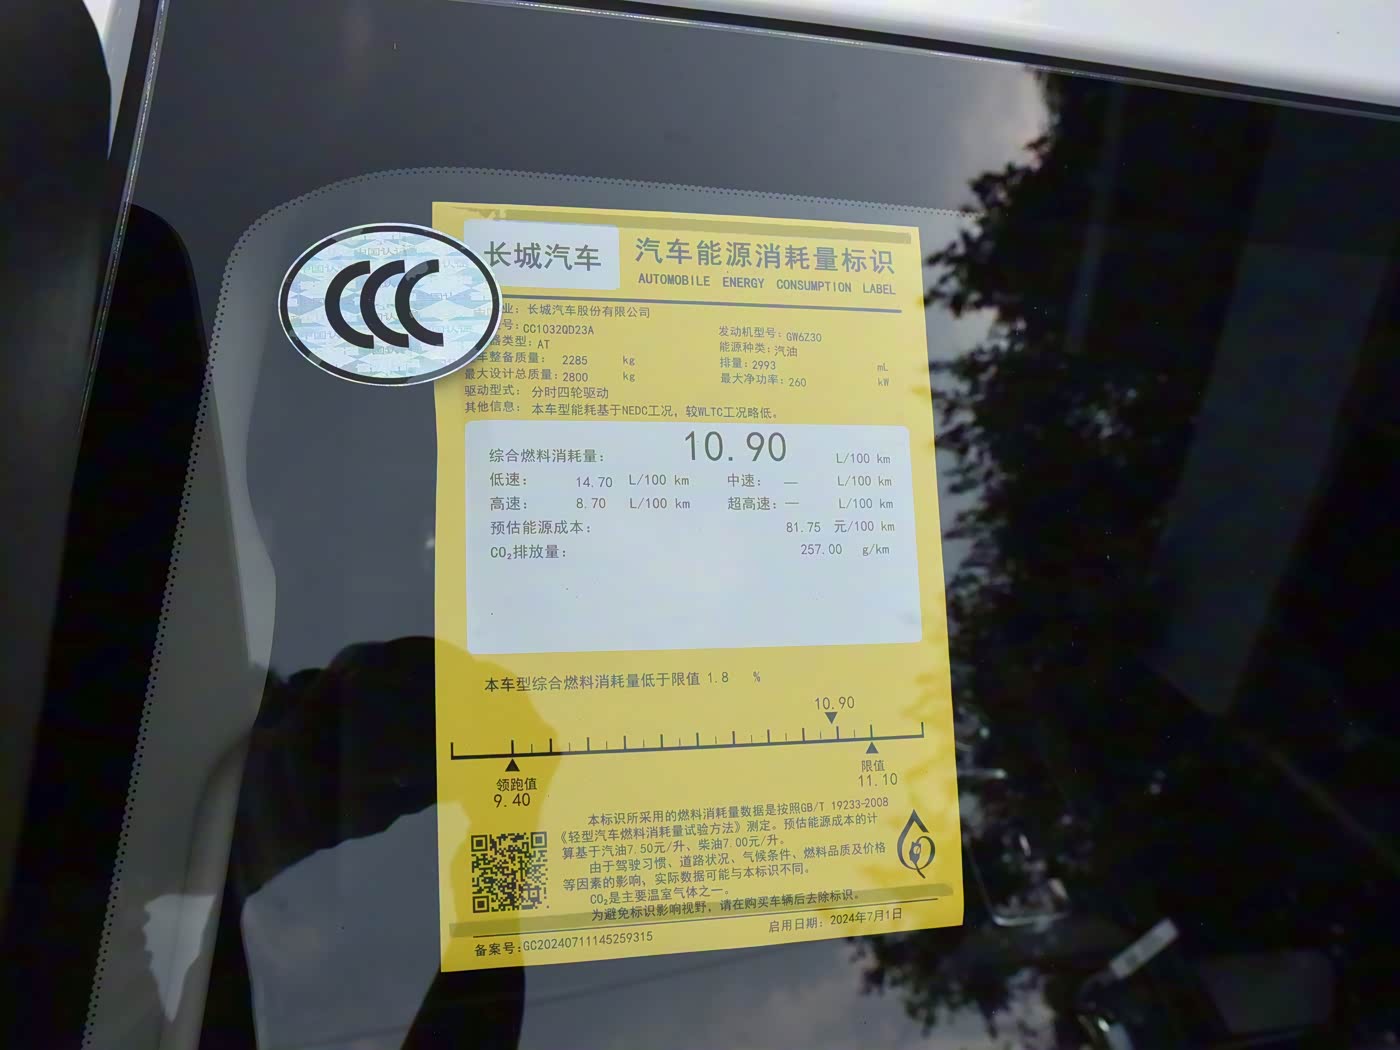 CCC
长城汽车
汽车能源消耗量标识
AUTOMOBILE ENERGY CONSUMPTION LABEL
业：长城汽车股份有限公司
号：CC1032QD23A
发动机型号：GW6Z30
器类型：AT
能源种类：汽油
车整备质量： 2285 kg
排量：2993 mL
最大设计总质量：2800 kg
最大净功率：260 kW
驱动型式： 分时四轮驱动
其他信息： 本车型能耗基于NEDC工况，较WLTC工况略低。
综合燃料消耗量： 10.90 L/100 km
低速： 14.70 L/100 km 中速： — L/100 km
高速： 8.70 L/100 km 超高速：— L/100 km
预估能源成本： 81.75 元/100 km
CO₂排放量： 257.00 g/km
本车型综合燃料消耗量低于限值 1.8 %
10.90
领跑值
9.40
限值
11.10
本标识所采用的燃料消耗量数据是按照GB/T 19233-2008
《轻型汽车燃料消耗量试验方法》测定。预估能源成本的计
算基于汽油7.50元/升、柴油7.00元/升。
由于驾驶习惯、道路状况、气候条件、燃料品质及价格
等因素的影响，实际数据可能与本标识不同。
CO₂是主要温室气体之一。
为避免标识影响视野，请在购买车辆后去除标识。
备案号：GC20240711145259315
启用日期：2024年7月1日